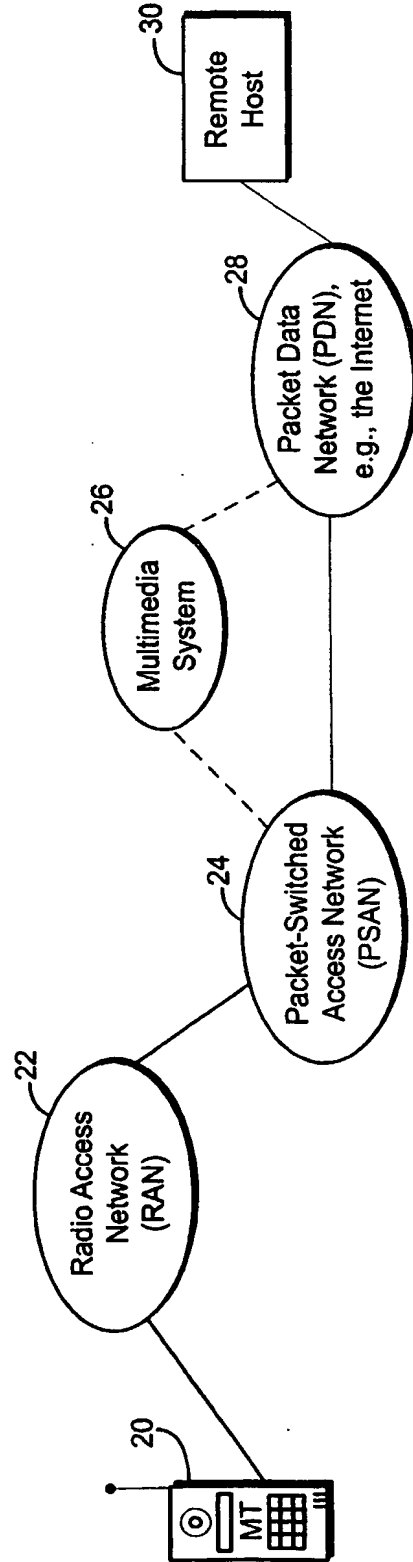 20
MT
22
Radio Access
Network
(RAN)
24
Packet-Switched
Access Network
(PSAN)
26
Multimedia
System
28
Packet Data
Network (PDN),
e.g., the Internet
30
Remote
Host